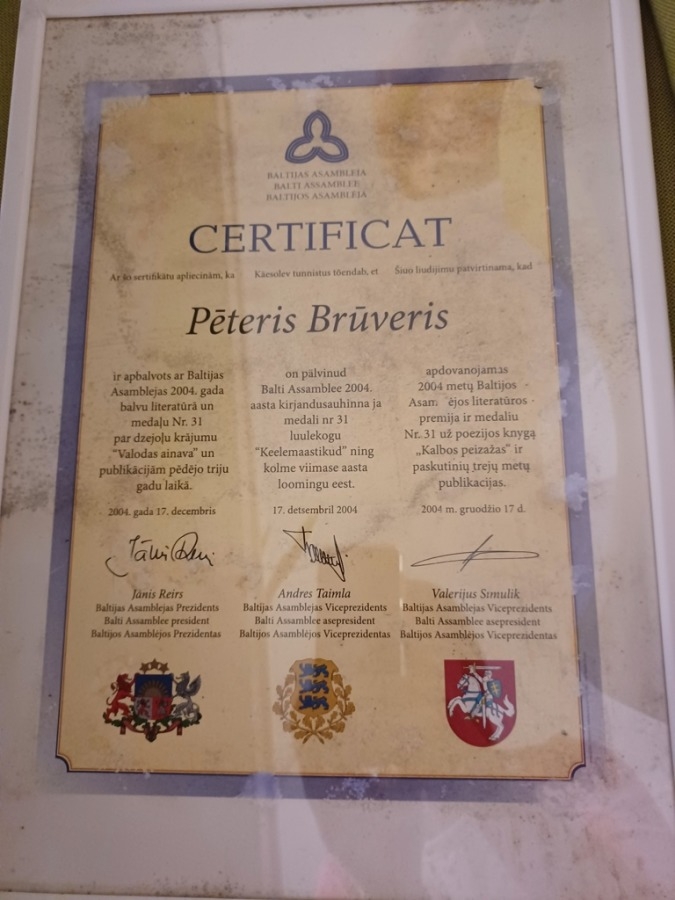 BALTIJAS ASAMBLEJA
BALTI ASSAMBLEE
BALTIJOS ASAMBLĖJA
CERTIFICAT
Ar šo sertifikātu apliecinām, ka
Käesolev tunnistus tõendab, et
Šiuo liudijimu patvirtinama, kad
Pēteris Brūveris
ir apbalvots ar Baltijas
Asamblejas 2004. gada
balvu literatūrā un
medaļu Nr. 31
par dzejoļu krājumu
"Valodas ainava" un
publikācijām pēdējo triju
gadu laikā.
2004. gada 17. decembris
Jānis Reirs
Baltijas Asamblejas Prezidents
Balti Assamblee president
Baltijos Asamblėjos Prezidentas
on pälvinud
Balti Assamblee 2004.
aasta kirjandusauhinna ja
medali nr 31
luulekogu
"Keelemaastikud" ning
kolme viimase aasta
loomingu eest.
17. detsembril 2004
Andres Taimla
Baltijas Asamblejas Viceprezidents
Balti Assamblee asepresident
Baltijos Asamblėjos Viceprezidentas
apdovanojamas
2004 metų Baltijos
Asam ėjos literatūros
premija ir medaliu
Nr. 31 už poezijos knygą
„Kalbos peizažas" ir
paskutinių trejų metų
publikacijas.
2004 m. gruodžio 17 d.
Valerijus Simulik
Baltijas Asamblejas Viceprezidents
Balti Assamblee asepresident
Baltijos Asamblėjos Viceprezidentas